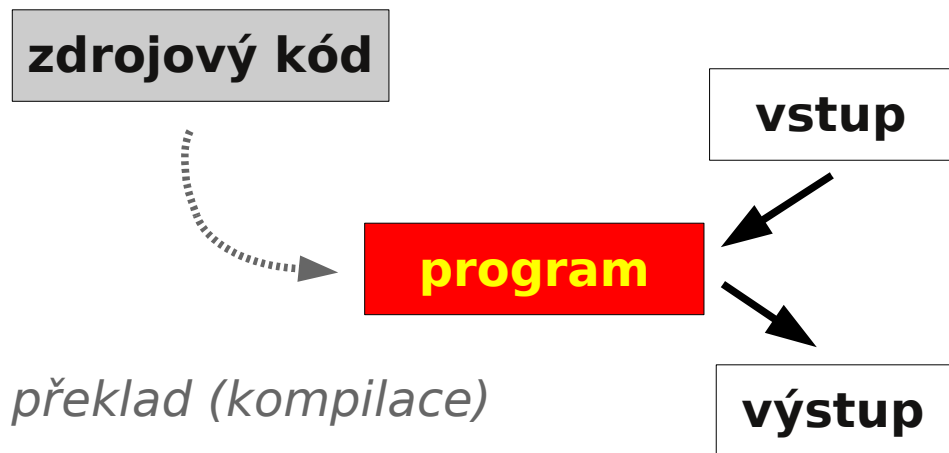 zdrojový kód
vstup
program
překlad (kompilace)
výstup